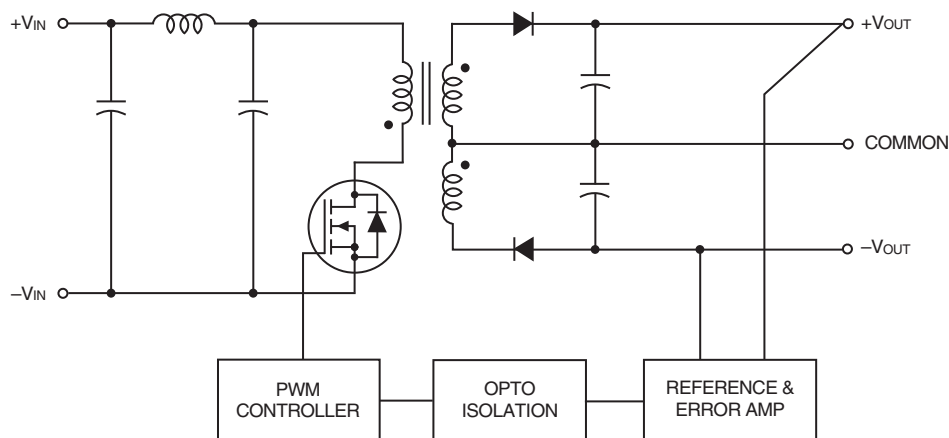 +VIN
+VOUT
COMMON
–VOUT
–VIN
PWM
CONTROLLER
OPTO
ISOLATION
REFERENCE &
ERROR AMP